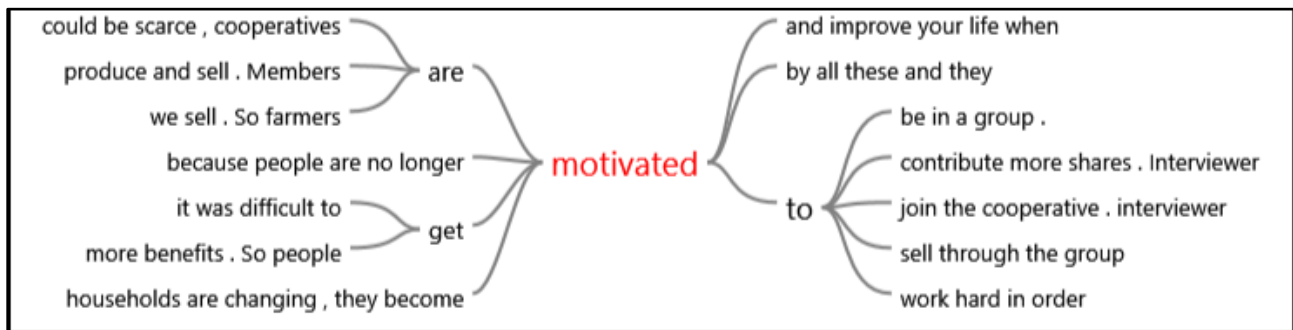 could be scarce , cooperatives
produce and sell . Members
we sell . So farmers
are
because people are no longer
it was difficult to
more benefits . So people
get
households are changing , they become
motivated
and improve your life when
by all these and they
to
be in a group .
contribute more shares . Interviewer
join the cooperative . interviewer
sell through the group
work hard in order